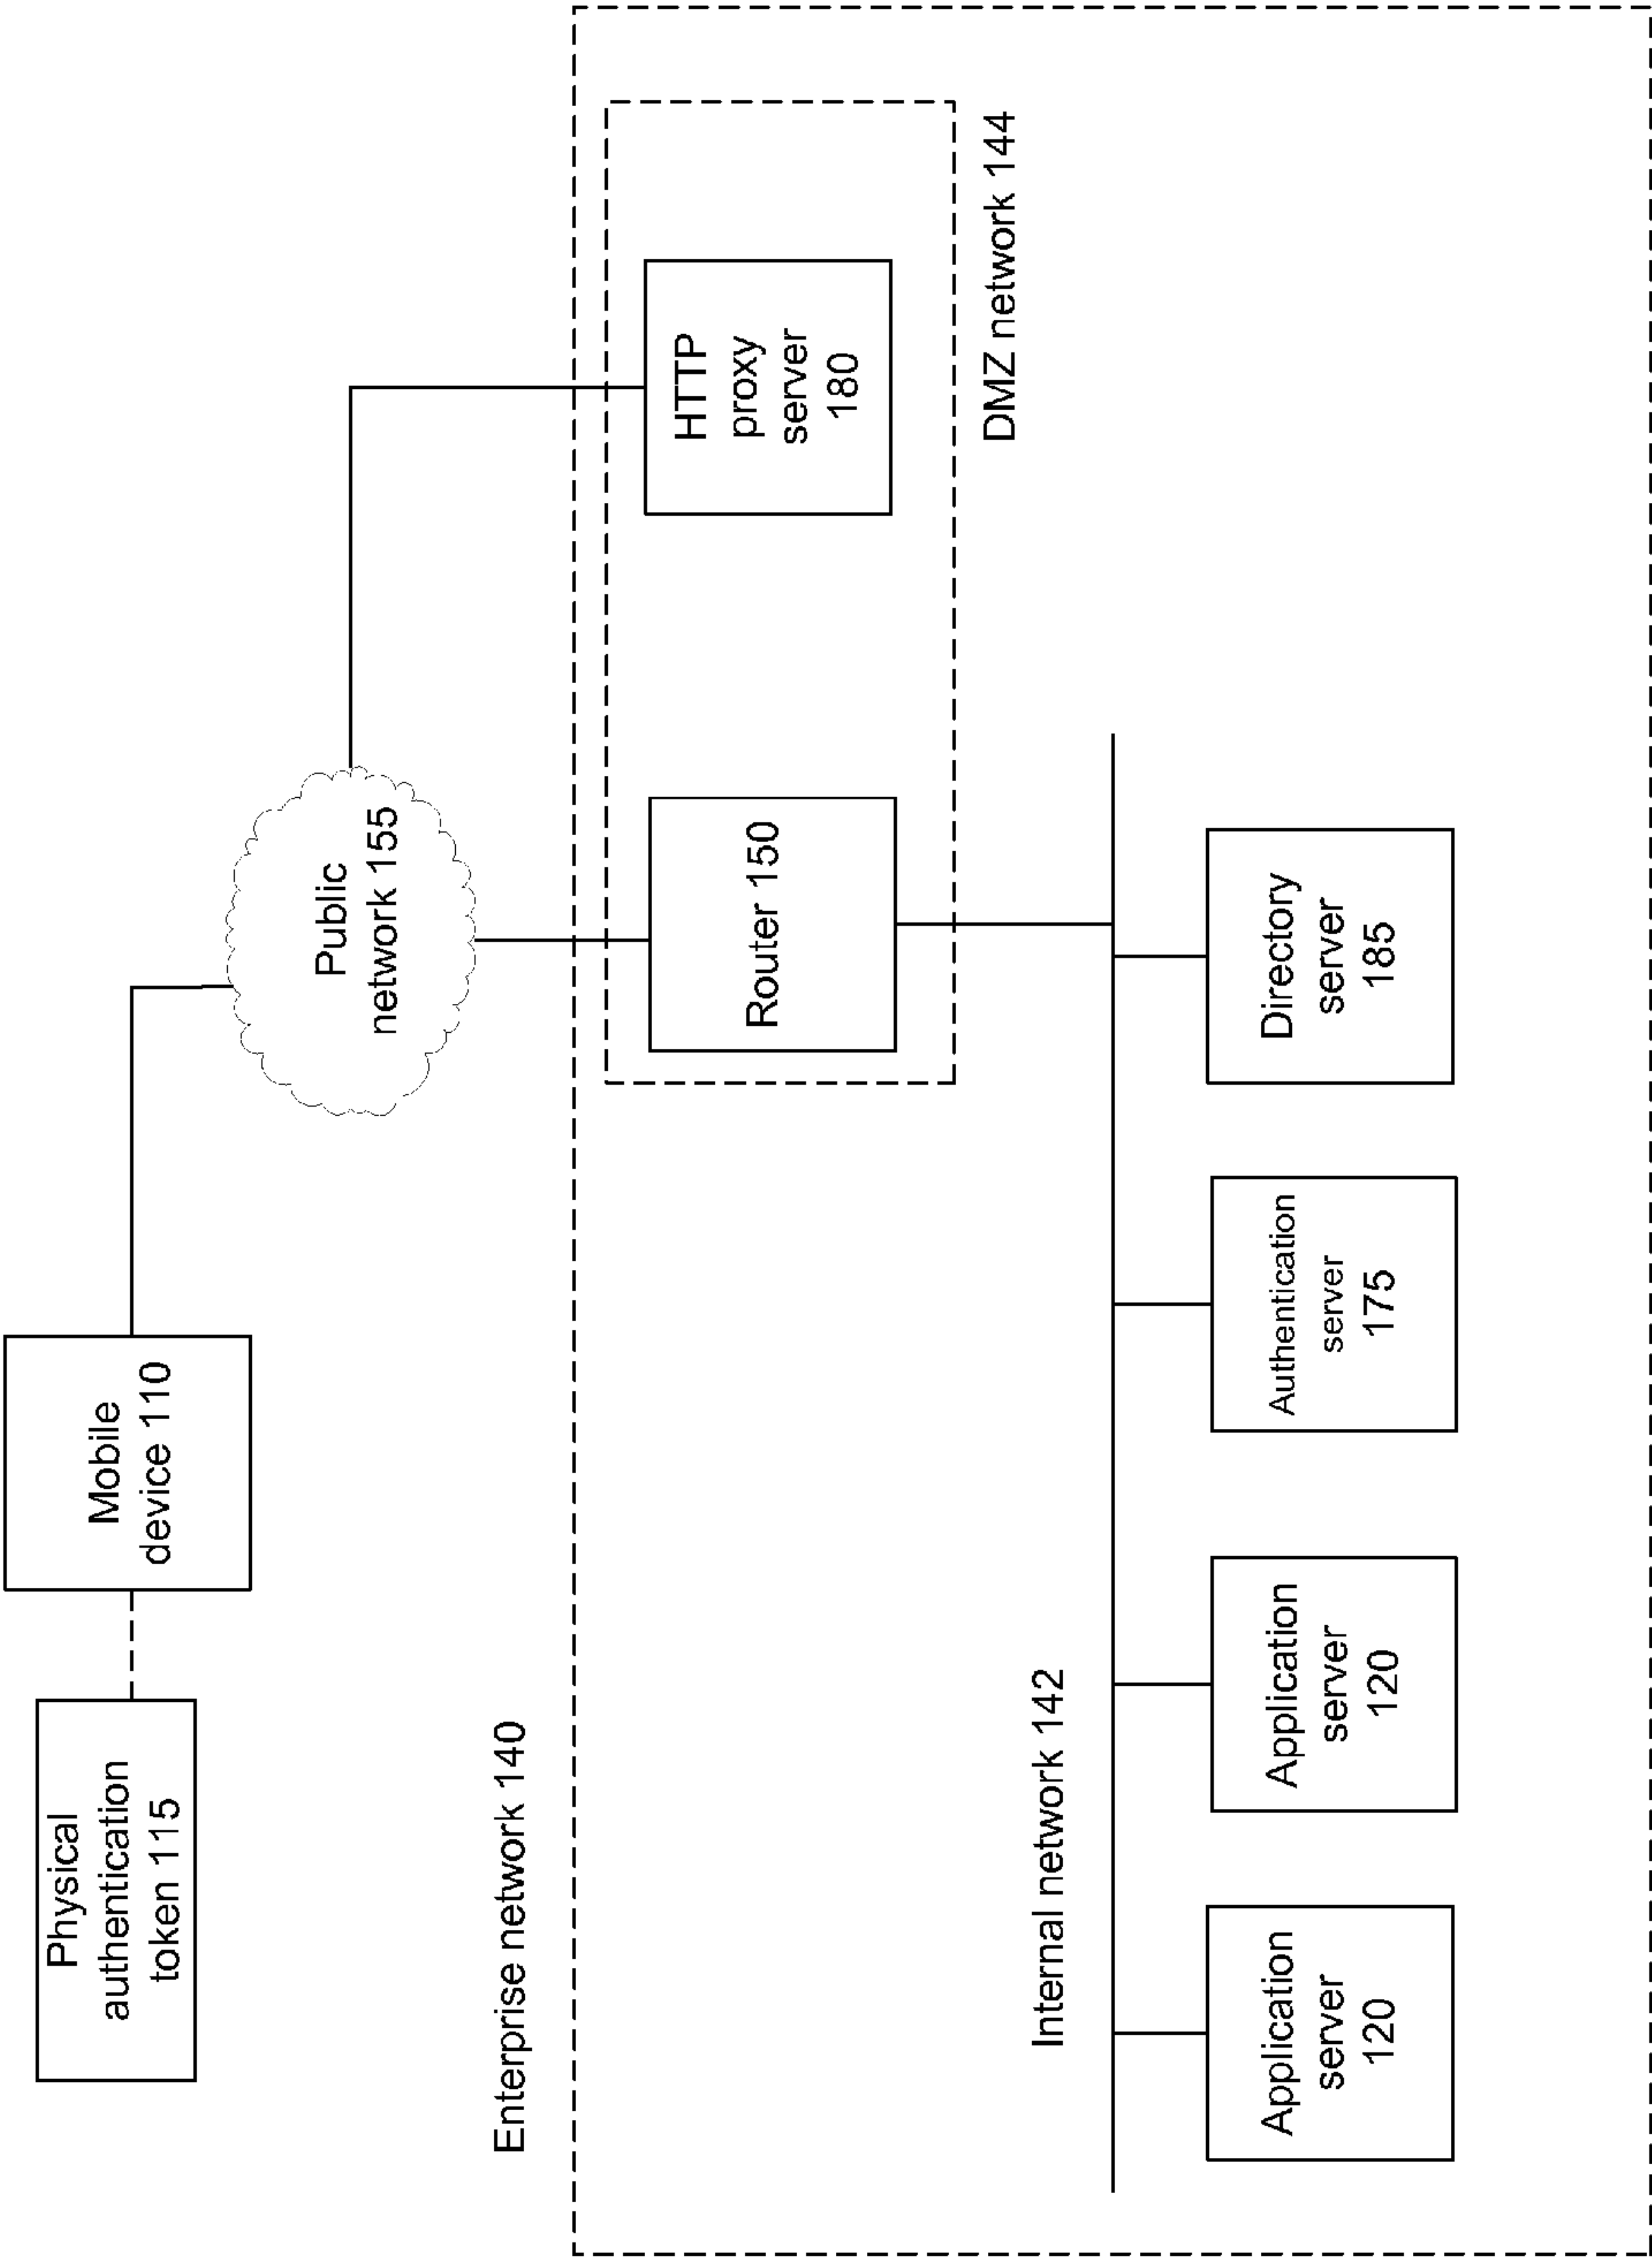 Physical
authentication
token 115
Mobile
device 110
Public
network 155
Enterprise network 140
Router 150
HTTP
proxy
server
180
DMZ network 144
Internal network 142
Application
server
120
Application
server
120
Authentication
server
175
Directory
server
185